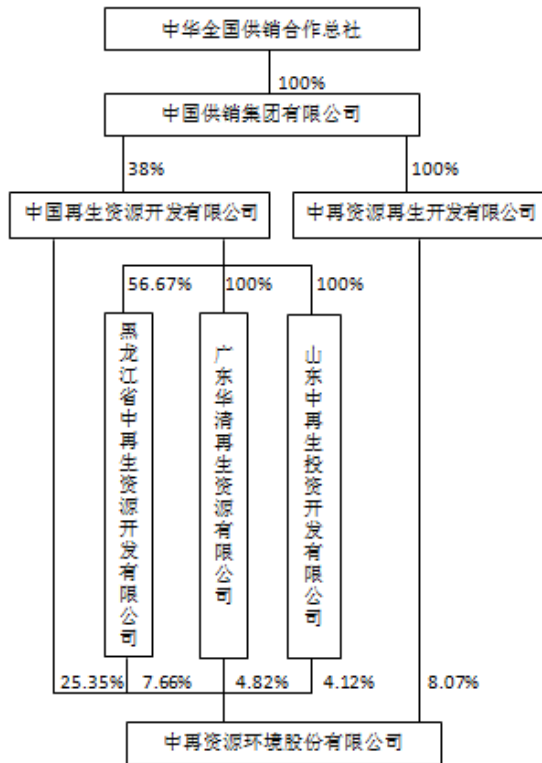 中华全国供销合作总社
100%
中国供销集团有限公司
38%
100%
中国再生资源开发有限公司
中再资源再生开发有限公司
56.67%
100%
100%
黑龙江省中再生资源开发有限公司
广东华清再生资源有限公司
山东中再生投资开发有限公司
25.35%
7.66%
4.82%
4.12%
8.07%
中再资源环境股份有限公司